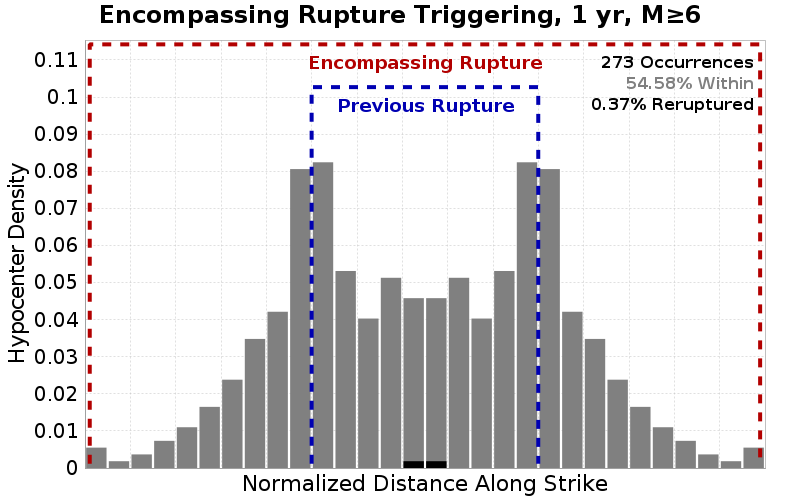 Encompassing Rupture Triggering, 1 yr, M≥6
Encompassing Rupture
Previous Rupture
273 Occurrences
54.58% Within
0.37% Reruptured
Hypocenter Density
0.11
0.1
0.09
0.08
0.07
0.06
0.05
0.04
0.03
0.02
0.01
0
Normalized Distance Along Strike